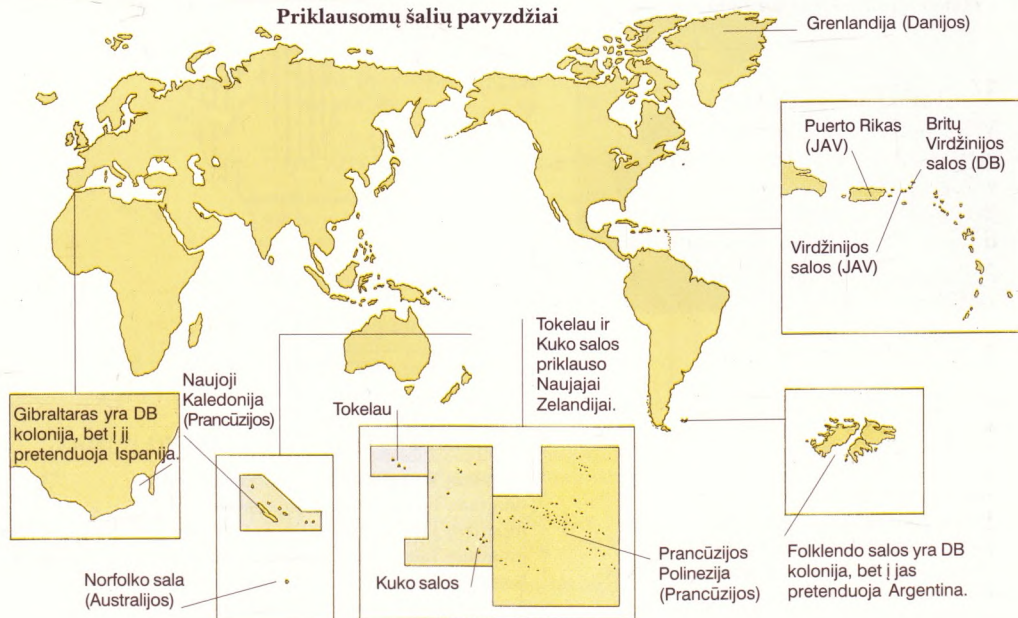 Priklausomų šalių pavyzdžiai
Grenlandija (Danijos)
Puerto Rikas
(JAV)
Britų
Virdžinijos
salos (DB)
Virdžinijos
salos (JAV)
Tokelau ir
Kuko salos
priklauso
Naujajai
Zelandijai.
Naujoji
Kaledonija
(Prancūzijos)
Tokelau
Gibraltaras yra DB
kolonija, bet į jį
pretenduoja Ispanija.
Norfolko sala
(Australijos)
Kuko salos
Prancūzijos
Polinezija
(Prancūzijos)
Folklendo salos yra DB
kolonija, bet į jas
pretenduoja Argentina.